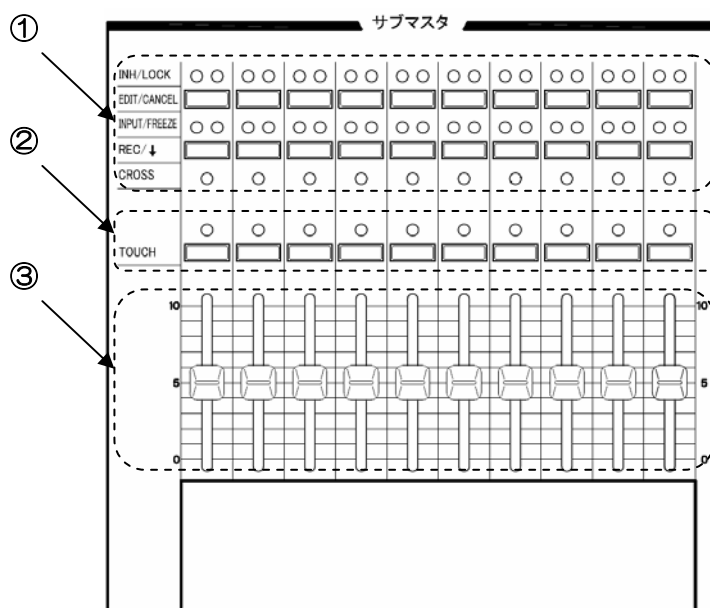 サブマスタ
①
INH/LOCK
EDIT/CANCEL
INPUT/FREEZE
REC/↓
CROSS
②
TOUCH
③
10 10
5 5
0 0